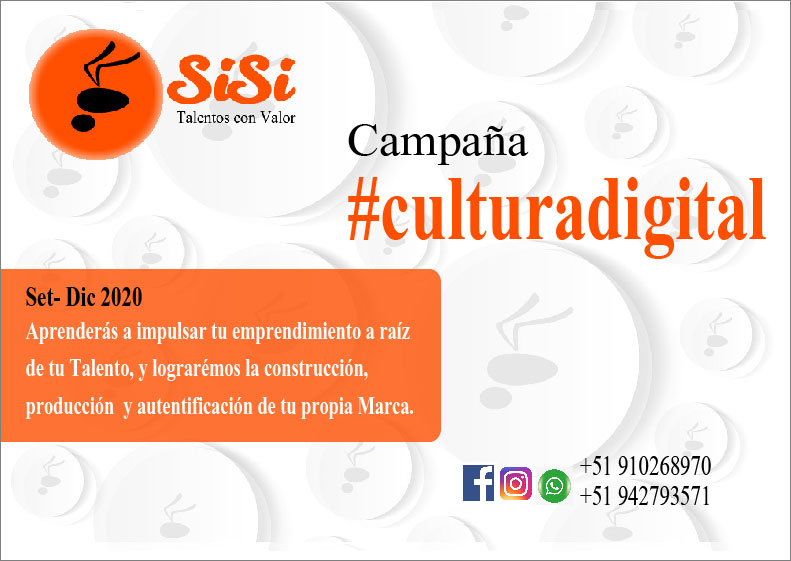 SiSi
Talentos con Valor
Campaña
#culturadigital
Set- Dic 2020
Aprenderás a impulsar tu emprendimiento a raíz
de tu Talento, y lograrémos la construcción,
producción  y autentificación de tu propia Marca.
+51 910268970
+51 942793571